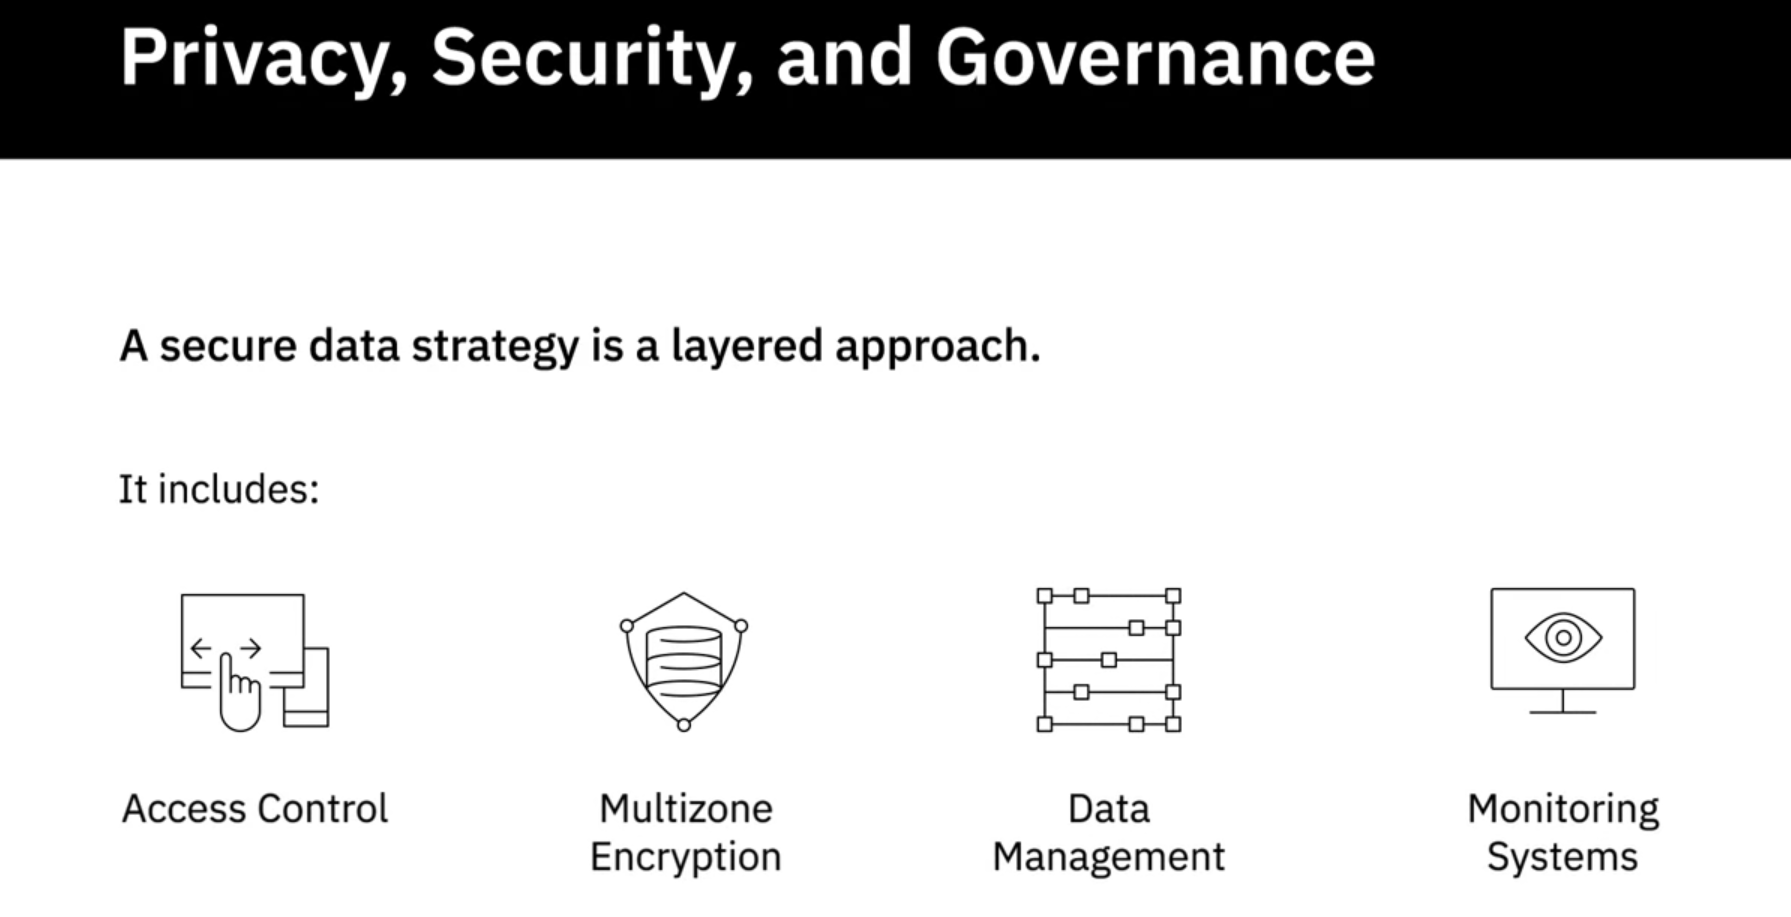 Privacy, Security, and Governance
A secure data strategy is a layered approach.
It includes:
Access Control
Multizone
Encryption
Data
Management
Monitoring
Systems